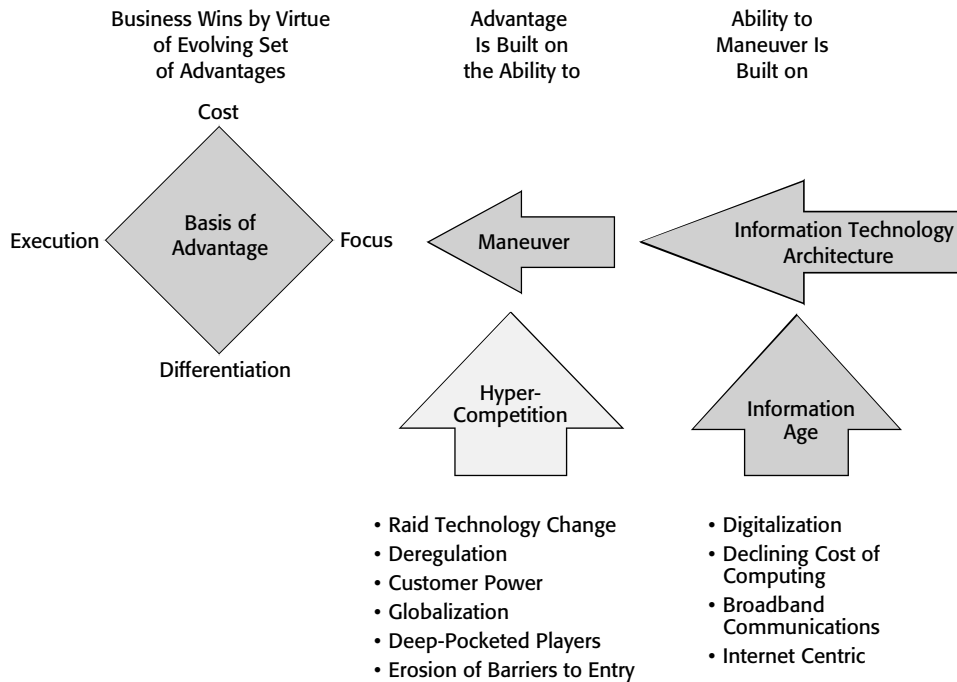 Business Wins by Virtue
of Evolving Set
of Advantages
Advantage
Is Built on
the Ability to
Ability to
Maneuver Is
Built on
Cost
Execution
Basis of
Advantage
Focus
Differentiation
Maneuver
Information Technology
Architecture
Hyper-
Competition
Information
Age
• Raid Technology Change
• Deregulation
• Customer Power
• Globalization
• Deep-Pocketed Players
• Erosion of Barriers to Entry
• Digitalization
• Declining Cost of
Computing
• Broadband
Communications
• Internet Centric